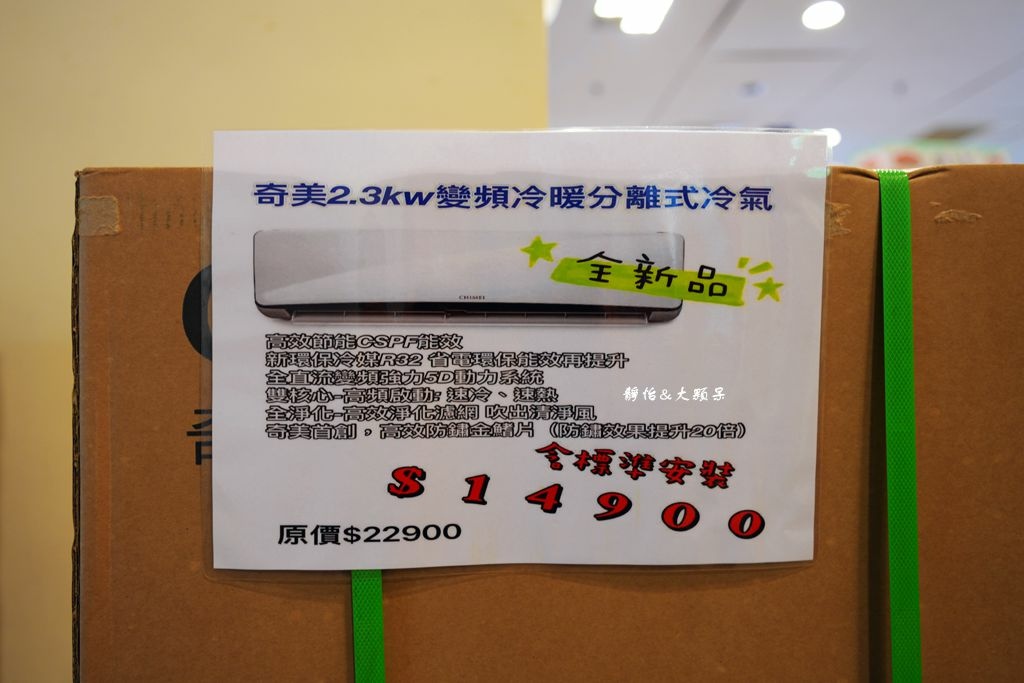 奇美2.3kw變頻冷暖分離式冷氣
全新品
CHIMEI
高效節能CSPF能效
新環保冷媒R32 省電環保能效再提升
全直流變頻強力5D動力系統
雙核心-高頻啟動: 速冷、速熱
靜怡&大顆呆
全淨化-高效淨化濾網 吹出清淨風
奇美首創，高效防鏽金鰭片（防鏽效果提升20倍）
含標準安裝
$14900
原價$22900